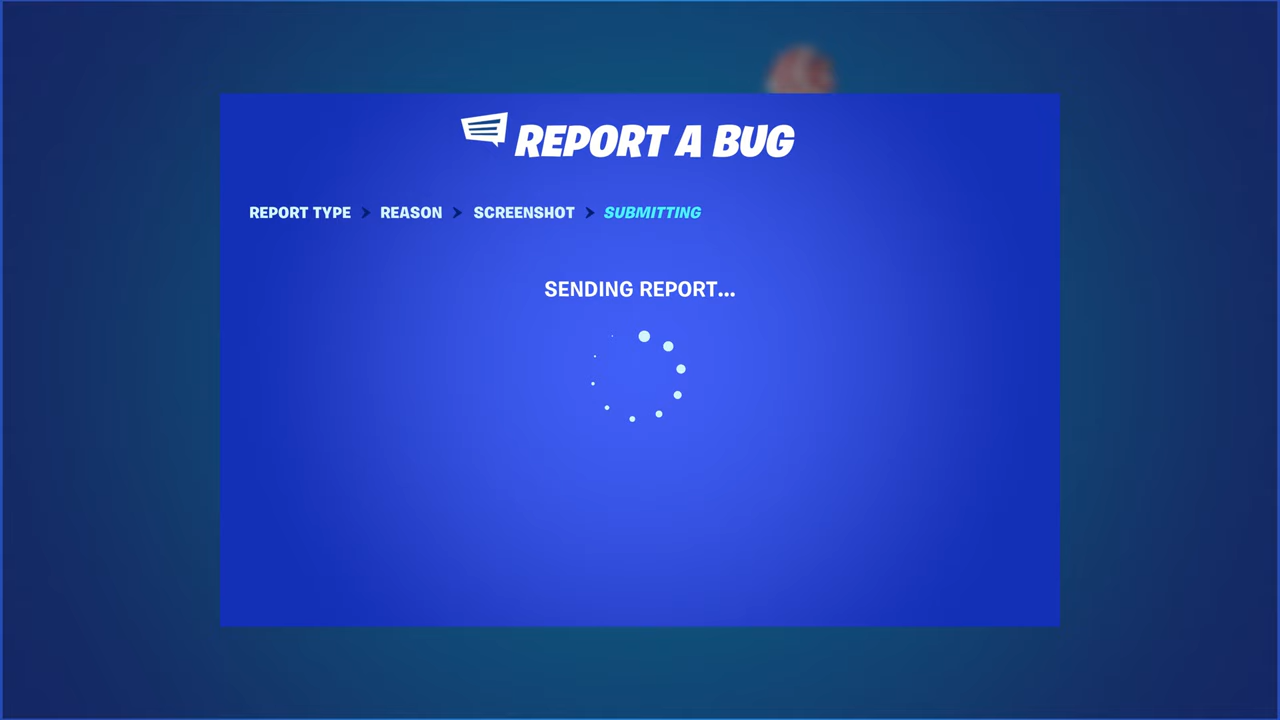 REPORT A BUG
REPORT TYPE > REASON > SCREENSHOT > SUBMITTING
SENDING REPORT...